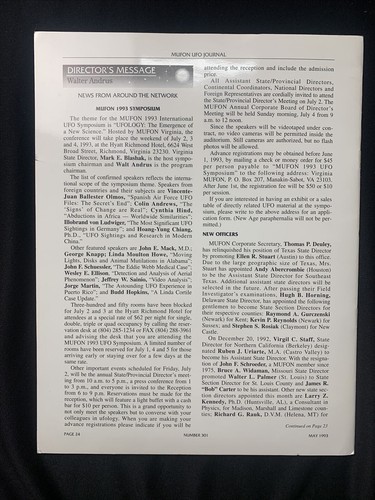 MUFON UFO JOURNAL
DIRECTOR'S MESSAGE
Walter Andrus
NEWS FROM AROUND THE NETWORK
MUFON 1993 SYMPOSIUM
The theme for the MUFON 1993 International
UFO Symposium is "UFOLOGY: The Emergence of
a New Science." Hosted by MUFON Virginia, the
conference will take place the weekend of July 2, 3
and 4, 1993, at the Hyatt Richmond Hotel, 6624 West
Broad Street, Richmond, Virginia 23230. Virginia
State Director, Mark E. Blashak, is the host sympo-
sium chairman and Walt Andrus is the program
chairman.
The list of confirmed speakers reflects the interna-
tional scope of the symposium theme. Speakers from
foreign countries and their subjects are Vincente-
Juan Ballester Olmos, "Spanish Air Force UFO
Files: The Secret's End"; Colin Andrews, "The
'Signs' of Change are Real"; Cynthia Hind,
"Abductions in Africa — Worldwide Similarities";
Illobrand von Ludwiger, "The Most Significant UFO
Sightings in Germany"; and Hoang-Yung Chiang,
Ph.D., "UFO Sightings and Research in Modern
China."
Other featured speakers are John E. Mack, M.D.;
George Knapp; Linda Moulton Howe, "Moving
Lights, Disks and Animal Mutilations in Alabama";
John F. Schuessler, "The Eddie Webb Medical Case";
Wesley E. Ellison, "Detection and Analysis of Aerial
Phenomenon"; Jeffrey W. Sainio, "Video Analysis";
Jorge Martin, "The Astounding UFO Experience in
Puerto Rico"; and Budd Hopkins, "A Linda Cortile
Case Update."
Three hundred and fifty rooms have been blocked
for July 2 and 3 at the Hyatt Richmond Hotel for
attendees at a special rate of $62 per night for single,
double, triple or quad occupancy by calling the reser-
vation desk at (804) 285-1234 or FAX (804 288-3961
and advising the desk that you are attending the
MUFON 1993 UFO Symposium. A limited number of
rooms have been reserved for July 1, 4 and 5 for those
arriving early or staying over for a few days at the
same rate.
Other important events scheduled for Friday, July
2, will be the annual State/Provincial Director's meet-
ing from 10 a.m. to 5 p.m., a press conference from 1
to 3 p.m., and everyone is invited to the Reception
from 6 to 9 p.m. Reservations must be made for the
reception, which will feature a light buffet with a cash
bar for $10 per person. This is a grand opportunity to
not only meet the speakers but to converse with your
colleagues in ufology. When you are making your
advance registrations please indicate if you will be
attending the reception and include the admission
price.
All Assistant State/Provincial Directors,
Continental Coordinators, National Directors and
Foreign Representatives are cordially invited to attend
the State/Provincial Director's Meeting on July 2. The
MUFON Annual Corporate Board of Director's
Meeting will be held Sunday morning, July 4 from 9
a.m. to 12 noon.
Since the speakers will be videotaped under con-
tract, no video cameras will be permitted inside the
auditorium. Still cameras are authorized, but no flash
photos will be allowed.
Advance registrations may be obtained before June
1, 1993, by mailing a check or money order for $45
per person payable to "MUFON 1993 UFO
Symposium" to the following address: Virginia
MUFON, P. O. Box 207, Manakin-Sabot, VA 23103.
After June 1st, the registration fee will be $50 or $10
per session.
If you are interested in having an exhibit or a sales
table of directly related UFO material at the sympo-
sium, please write to the above address for an appli-
cation form. (New Age paraphernalia will not be per-
mitted.)
NEW OFFICERS
MUFON Corporate Secretary, Thomas P. Deuley,
has relinquished his position of Texas State Director
by promoting Ellen R. Stuart (Austin) to this office.
Due to the large geographic size of Texas, Mrs.
Stuart has appointed Andy Abercrombie (Houston)
to be the Assistant State Director for Southeast
Texas. Additional assistant state directors will be
selected in the future. After passing their Field
Investigator's examinations, Hugh B. Horning,
Delaware State Director, has appointed the following
gentlemen to become State Section Directors for
their respective counties: Raymond A. Gurczenski
(Newark) for Kent; Kevin P. Reynolds (Newark) for
Sussex; and Stephen S. Rosiak (Claymont) for New
Castle.
On December 20, 1992, Virgil C. Staff, State
Director for Northern California (Berkeley) desig-
nated Ruben J. Uriarte, M.A. (Castro Valley) to
become his Assistant State Director. With the resigna-
tion of John P. Schroeder, a MUFON member since
1975, Bruce A. Widaman, Missouri State Director
promoted Walter L. Palmer (St. Louis) to State
Section Director for St. Louis County and James R.
"Bob" Carter to be his assistant. Other new state sec-
tion directors appointed this month are Larry Z.
Kennedy, Ph.D. (Huntsville, AL), a Consultant in
Physics, for Madison, Marshall and Limestone coun-
ties; Richard G. Rauk, D.V.M. (Helena, MT) for
Continued on Page 22
PAGE 24
NUMBER 301
MAY 1993